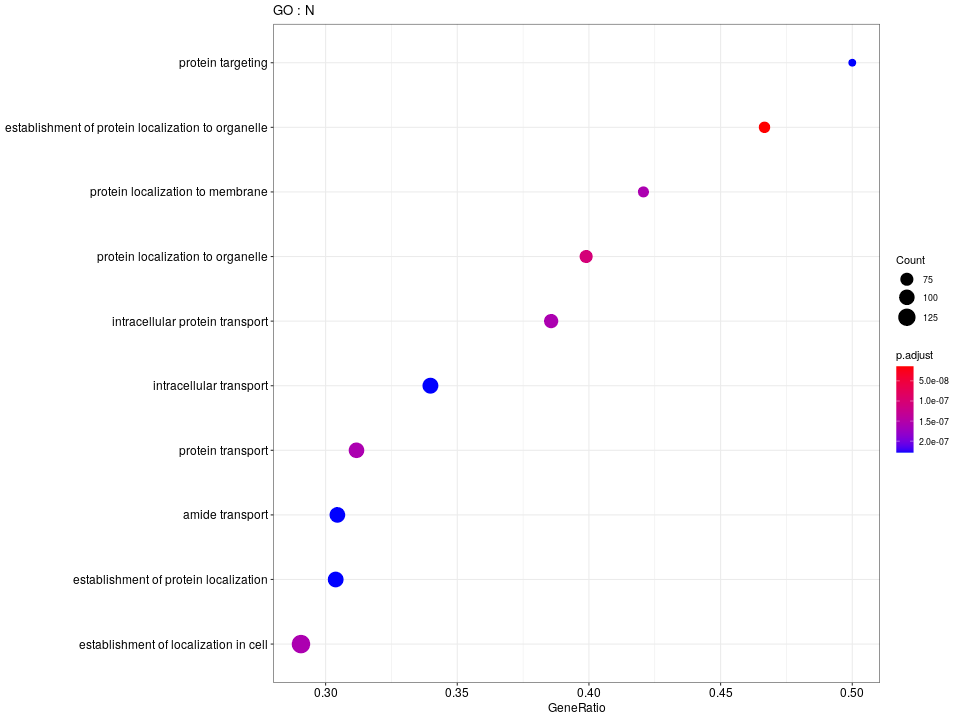 GO : N
protein targeting
establishment of protein localization to organelle
protein localization to membrane
protein localization to organelle
intracellular protein transport
intracellular transport
protein transport
amide transport
establishment of protein localization
establishment of localization in cell
0.30 0.35 0.40 0.45 0.50
GeneRatio
Count
75
100
125
p.adjust
5.0e-08
1.0e-07
1.5e-07
2.0e-07